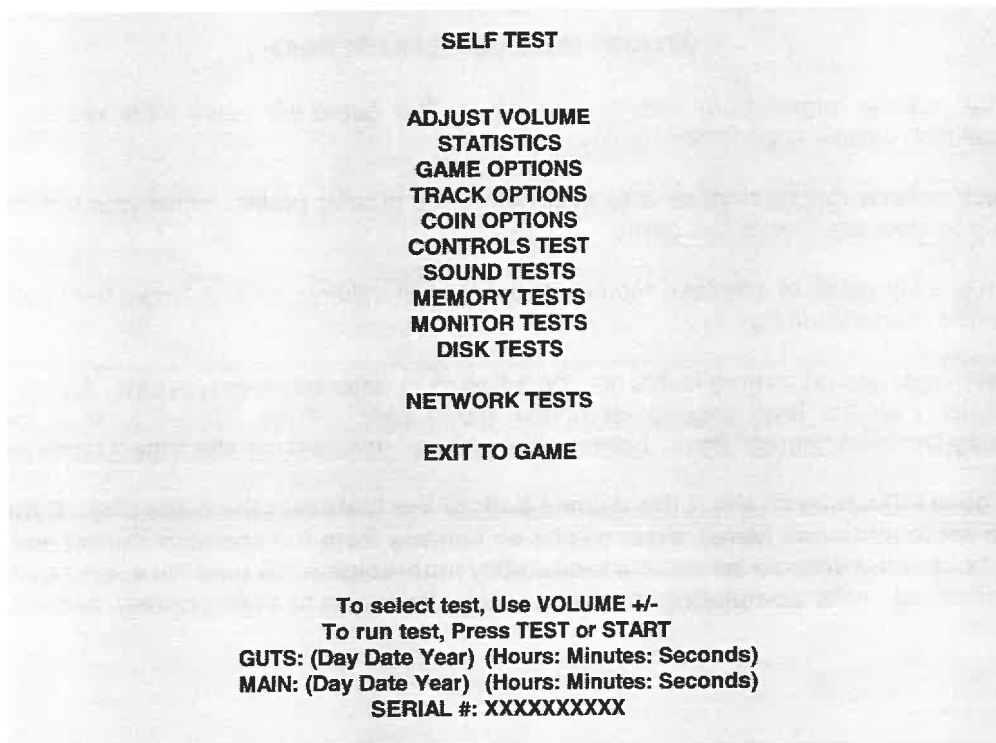 SELF TEST
ADJUST VOLUME
STATISTICS
GAME OPTIONS
TRACK OPTIONS
COIN OPTIONS
CONTROLS TEST
SOUND TESTS
MEMORY TESTS
MONITOR TESTS
DISK TESTS
NETWORK TESTS
EXIT TO GAME
To select test, Use VOLUME +/-
To run test, Press TEST or START
GUTS: (Day Date Year) (Hours: Minutes: Seconds)
MAIN: (Day Date Year) (Hours: Minutes: Seconds)
SERIAL #: XXXXXXXXXX